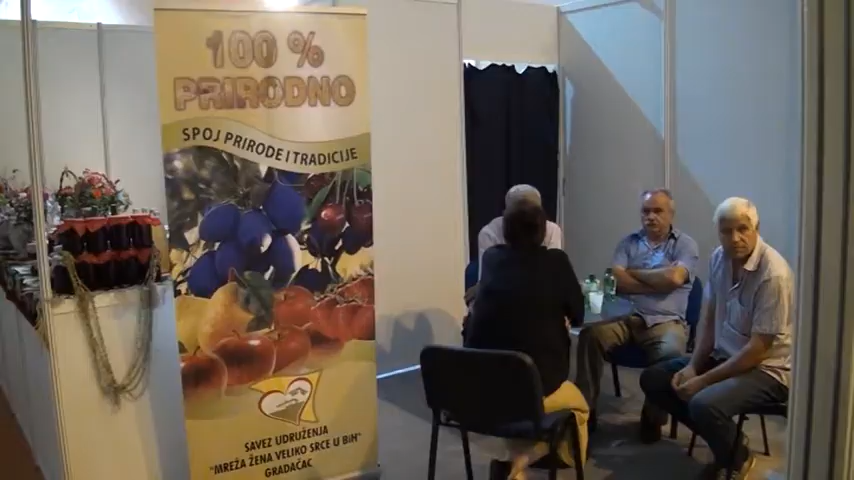 100 %
PRIRODNO
SPOJ PRIRODE I TRADICIJE
SAVEZ UDRUŽENJA
"MREŽA ŽENA VELIKO SRCE U BiH"
GRADAČAC